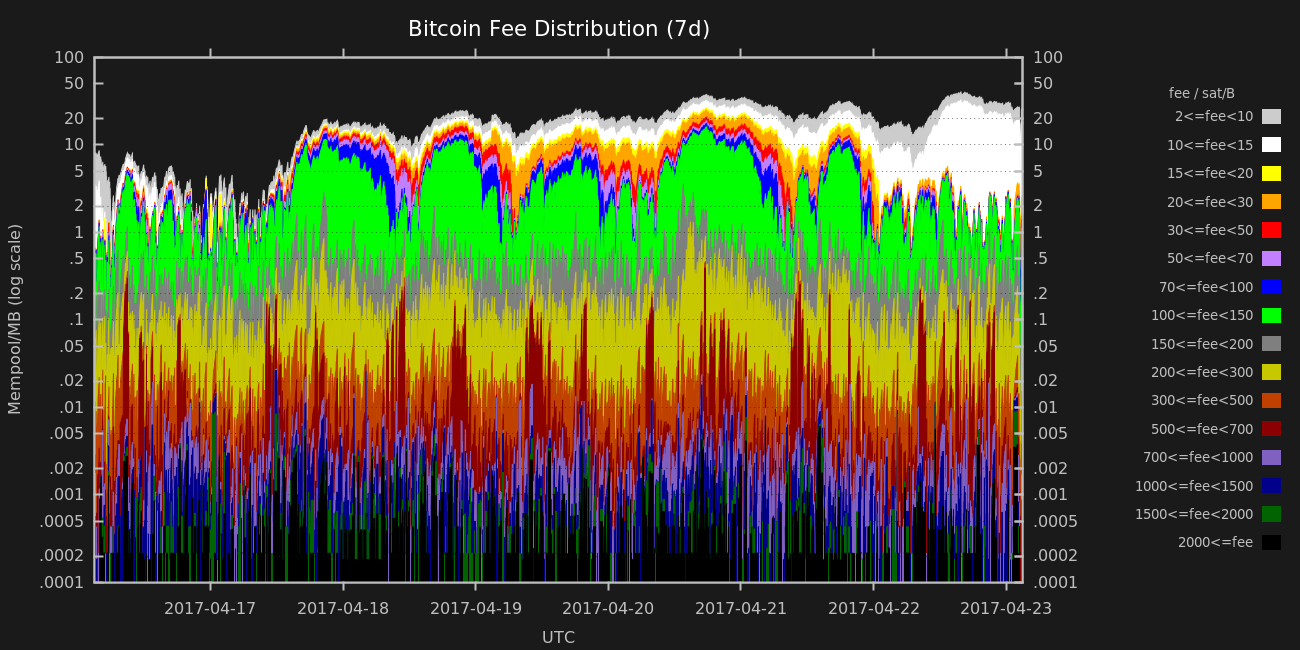 Bitcoin Fee Distribution (7d)
100
50
20
10
5
2
1
.5
.2
.1
.05
.02
.01
.005
.002
.001
.0005
.0002
.0001
Mempool/MB (log scale)
100
50
20
10
5
2
1
.5
.2
.1
.05
.02
.01
.005
.002
.001
.0005
.0002
.0001
2017-04-17 2017-04-18 2017-04-19 2017-04-20 2017-04-21 2017-04-22 2017-04-23
UTC
fee / sat/B
2<=fee<10
10<=fee<15
15<=fee<20
20<=fee<30
30<=fee<50
50<=fee<70
70<=fee<100
100<=fee<150
150<=fee<200
200<=fee<300
300<=fee<500
500<=fee<700
700<=fee<1000
1000<=fee<1500
1500<=fee<2000
2000<=fee